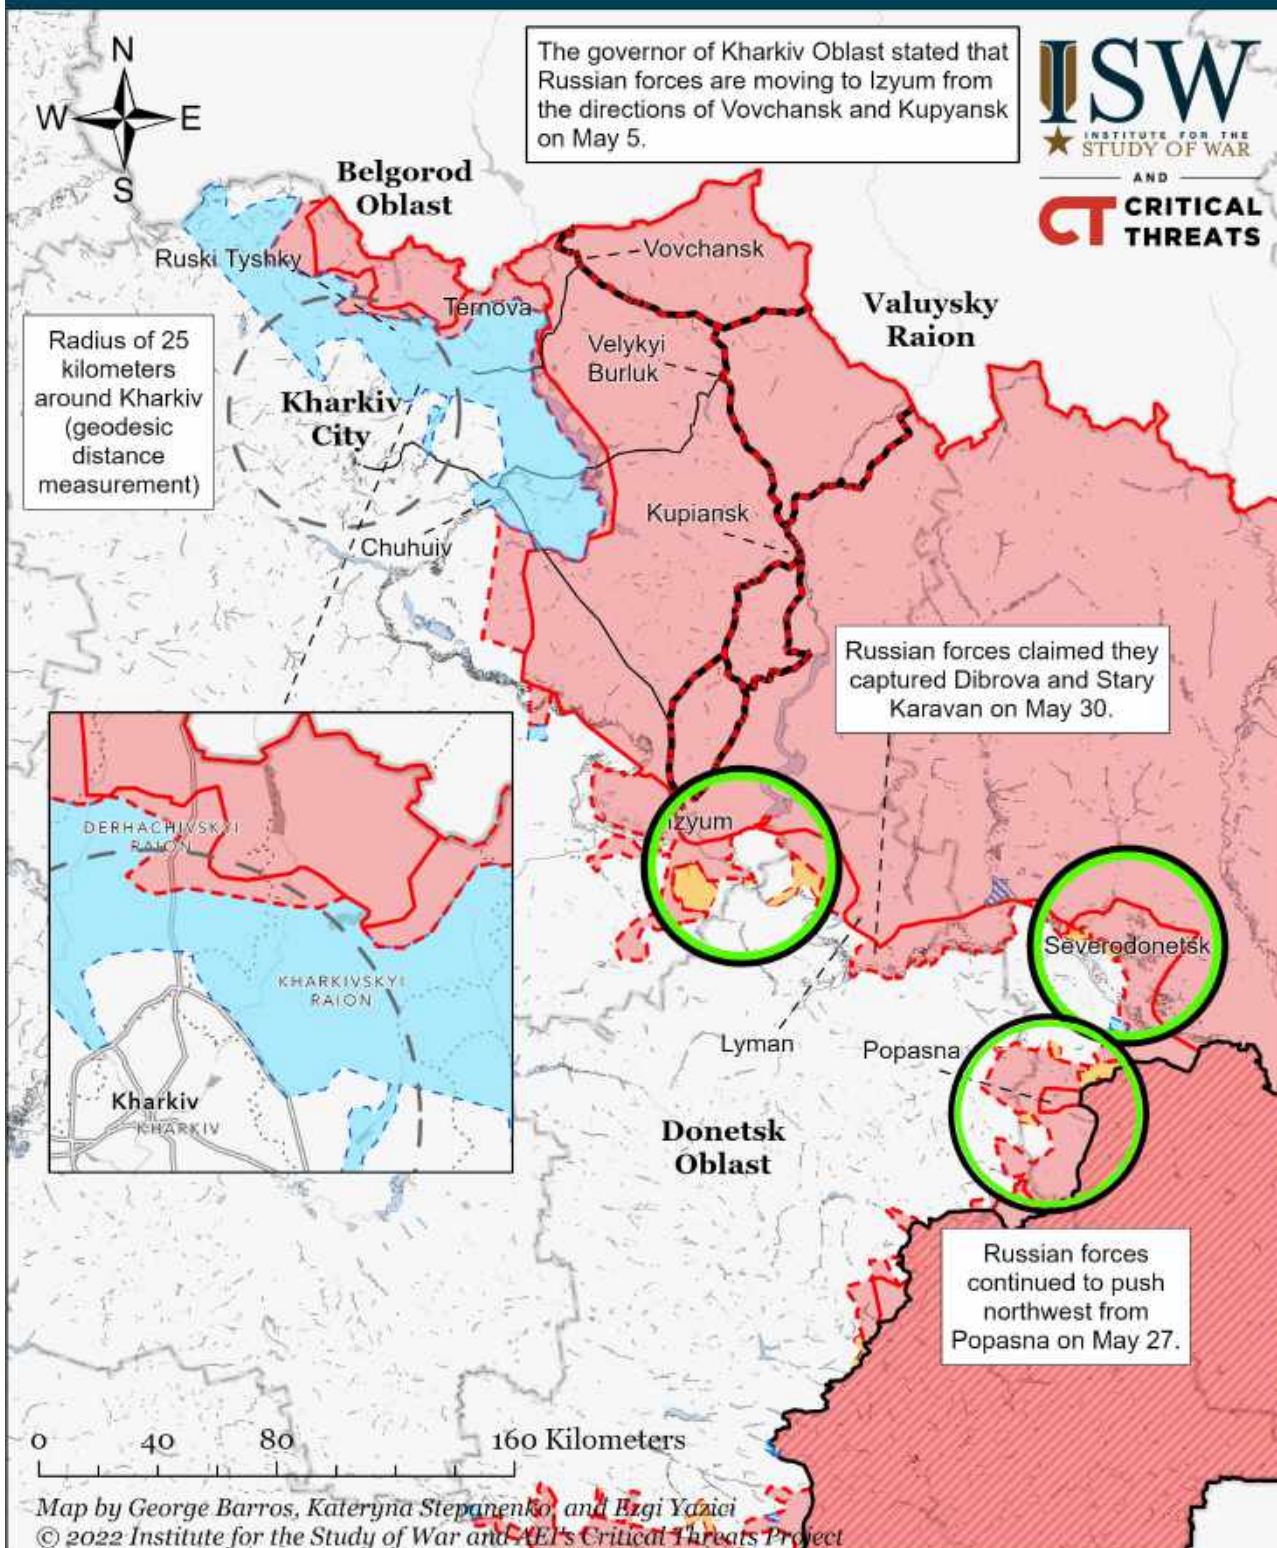 N
W E
S
The governor of Kharkiv Oblast stated that
Russian forces are moving to Izyum from
the directions of Vovchansk and Kupyansk
on May 5.
ISW
INSTITUTE FOR THE
STUDY OF WAR
AND
CT CRITICAL
THREATS
Belgorod
Oblast
Ruski Tyshky
Vovchansk
Ternova
Valuysky
Raion
Radius of 25
kilometers
around Kharkiv
(geodesic
distance
measurement)
Velykyi
Burluk
Kharkiv
City
Kupiansk
Chuhuiv
Russian forces claimed they
captured Dibrova and Stary
Karavan on May 30.
Izyum
DERHACHIVSKYI
RAION
KHARKIVSKYI
RAION
Kharkiv
KHARKIV
Severodonetsk
Lyman
Popasna
Donetsk
Oblast
Russian forces
continued to push
northwest from
Popasna on May 27.
0 40 80 160 Kilometers
Map by George Barros, Kateryna Stepanenko, and Ezgi Yazici
© 2022 Institute for the Study of War and AEI's Critical Threats Project